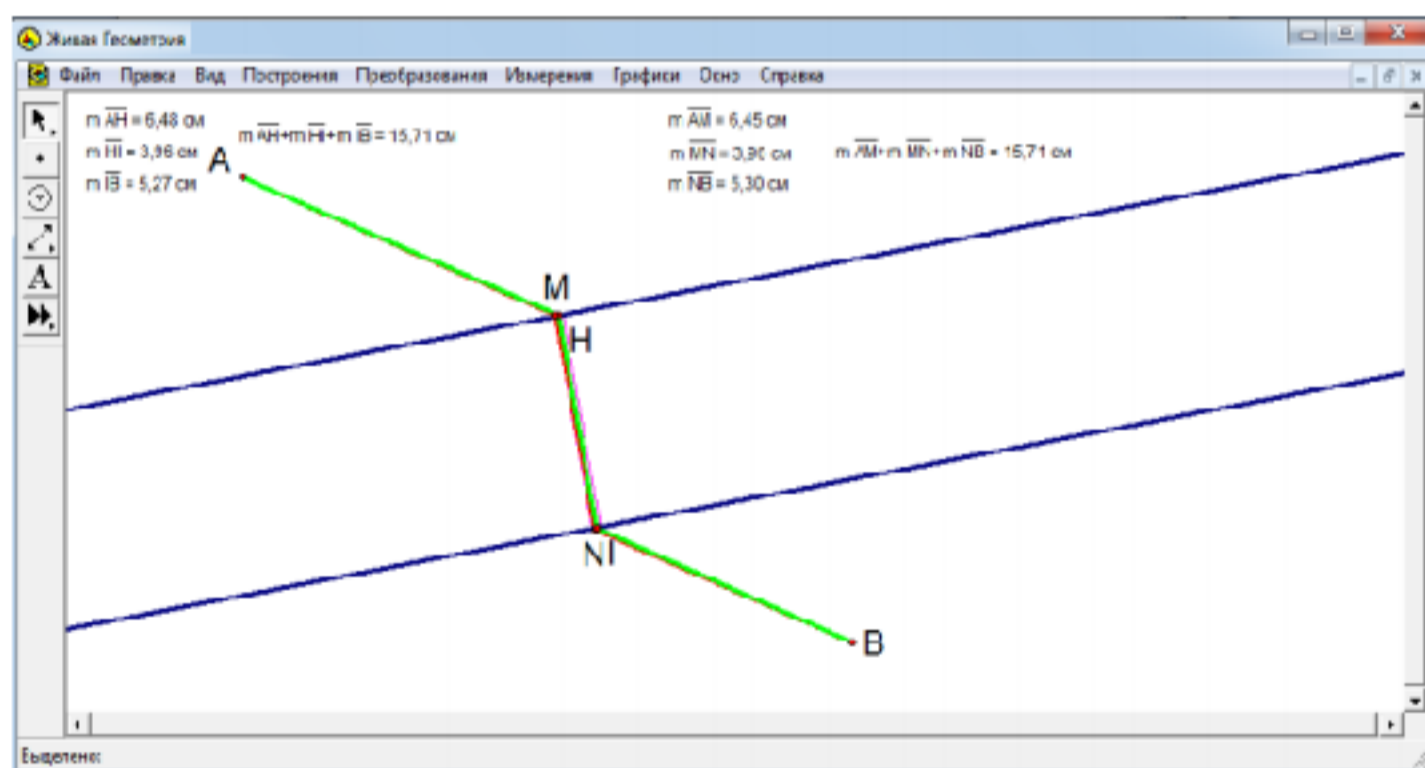 Живая Геометрия
Файл Правка Вид Построения Преобразования Измерения Графики Окно Справка
m AH = 6,48 см
m HI = 3,96 см
m IB = 5,27 см
m AH+m HI+m IB = 15,71 см
m AM = 6,45 см
m MN = 3,96 см
m NB = 5,30 см
m AM+m MN+m NB = 15,71 см
A
M
H
NI
B
A
Выделено: